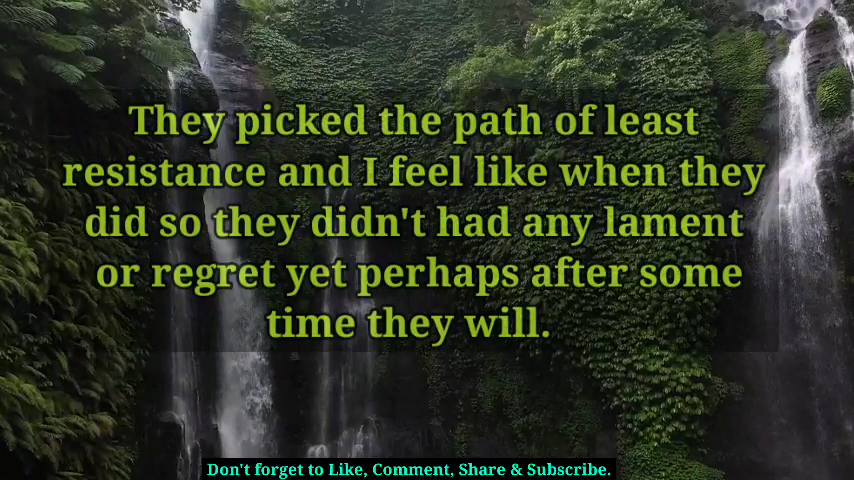 They picked the path of least
resistance and I feel like when they
did so they didn't had any lament
or regret yet perhaps after some
time they will.
Don't forget to Like, Comment, Share & Subscribe.